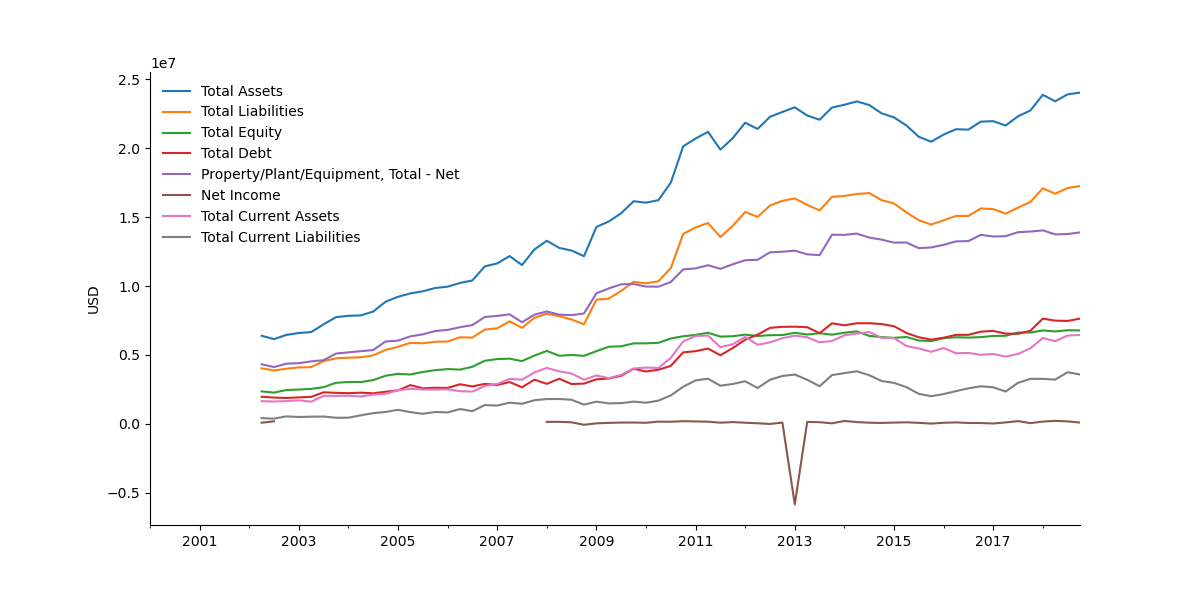 1e7
2.5
2.0
1.5
1.0
0.5
0.0
−0.5
USD
Total Assets
Total Liabilities
Total Equity
Total Debt
Property/Plant/Equipment, Total - Net
Net Income
Total Current Assets
Total Current Liabilities
2001 2003 2005 2007 2009 2011 2013 2015 2017